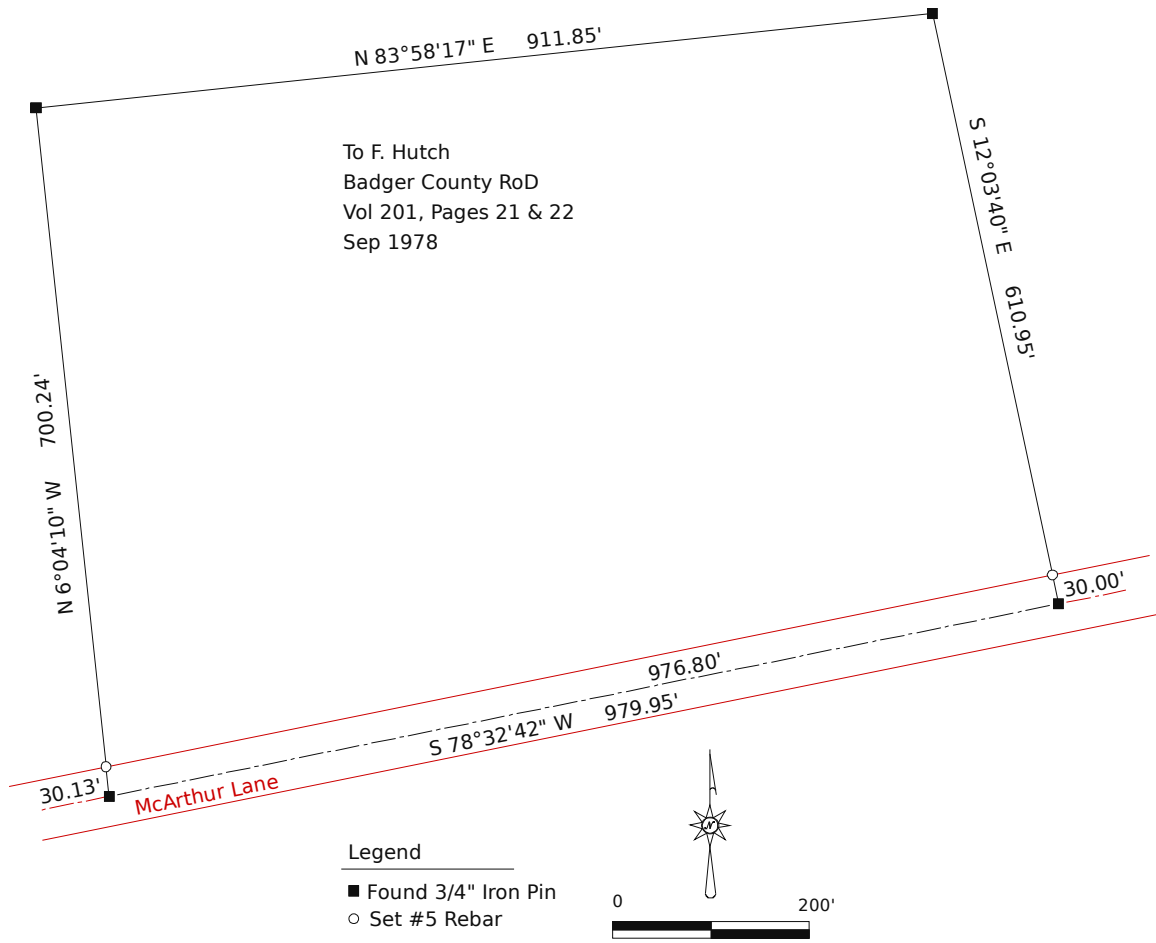 N 83°58'17" E 911.85'
To F. Hutch
Badger County RoD
Vol 201, Pages 21 & 22
Sep 1978
S 12°03'40" E 610.95'
N 6°04'10" W 700.24'
30.00'
976.80'
S 78°32'42" W 979.95'
30.13'
McArthur Lane
N
Legend
Found 3/4" Iron Pin
Set #5 Rebar
0 200'